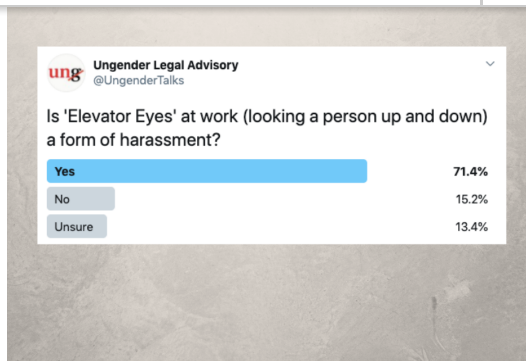 ung
Ungender Legal Advisory
@UngenderTalks
Is 'Elevator Eyes' at work (looking a person up and down)
a form of harassment?
Yes 71.4%
No 15.2%
Unsure 13.4%